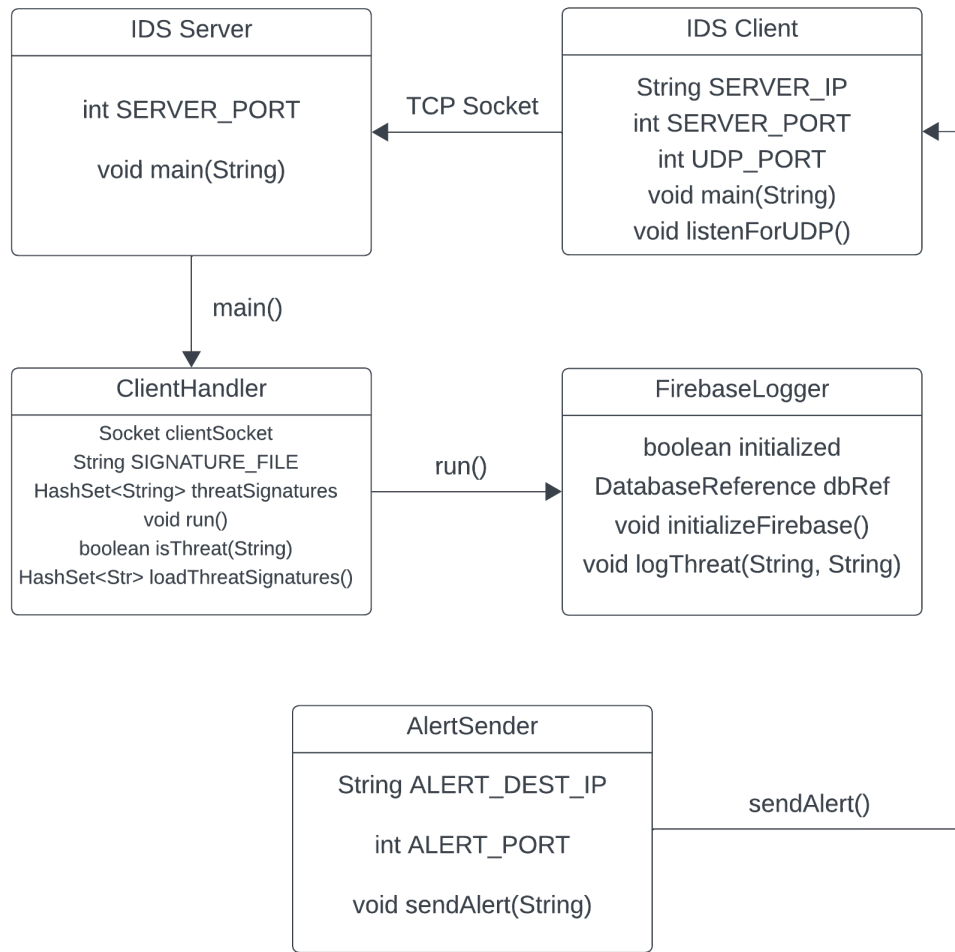 IDS Server
int SERVER_PORT
void main(String)
TCP Socket
IDS Client
String SERVER_IP
int SERVER_PORT
int UDP_PORT
void main(String)
void listenForUDP()
main()
ClientHandler
Socket clientSocket
String SIGNATURE_FILE
HashSet<String> threatSignatures
void run()
boolean isThreat(String)
HashSet<Str> loadThreatSignatures()
run()
FirebaseLogger
boolean initialized
DatabaseReference dbRef
void initializeFirebase()
void logThreat(String, String)
AlertSender
String ALERT_DEST_IP
int ALERT_PORT
void sendAlert(String)
sendAlert()